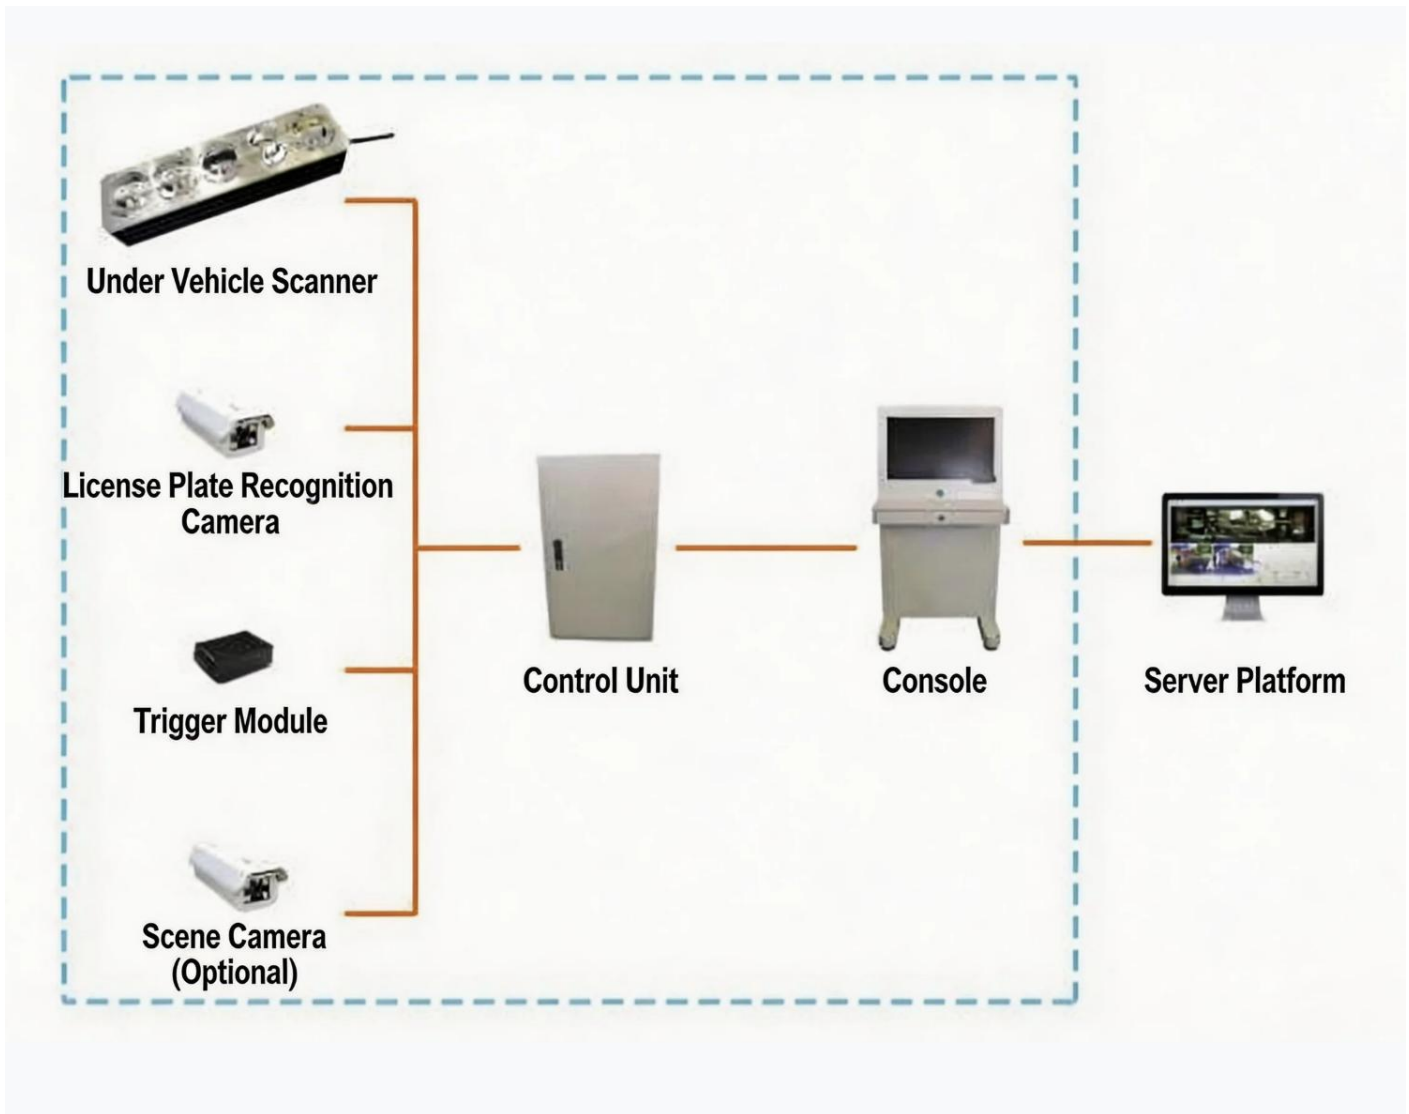 Under Vehicle Scanner
License Plate Recognition
Camera
Trigger Module
Scene Camera
(Optional)
Control Unit
Console
Server Platform